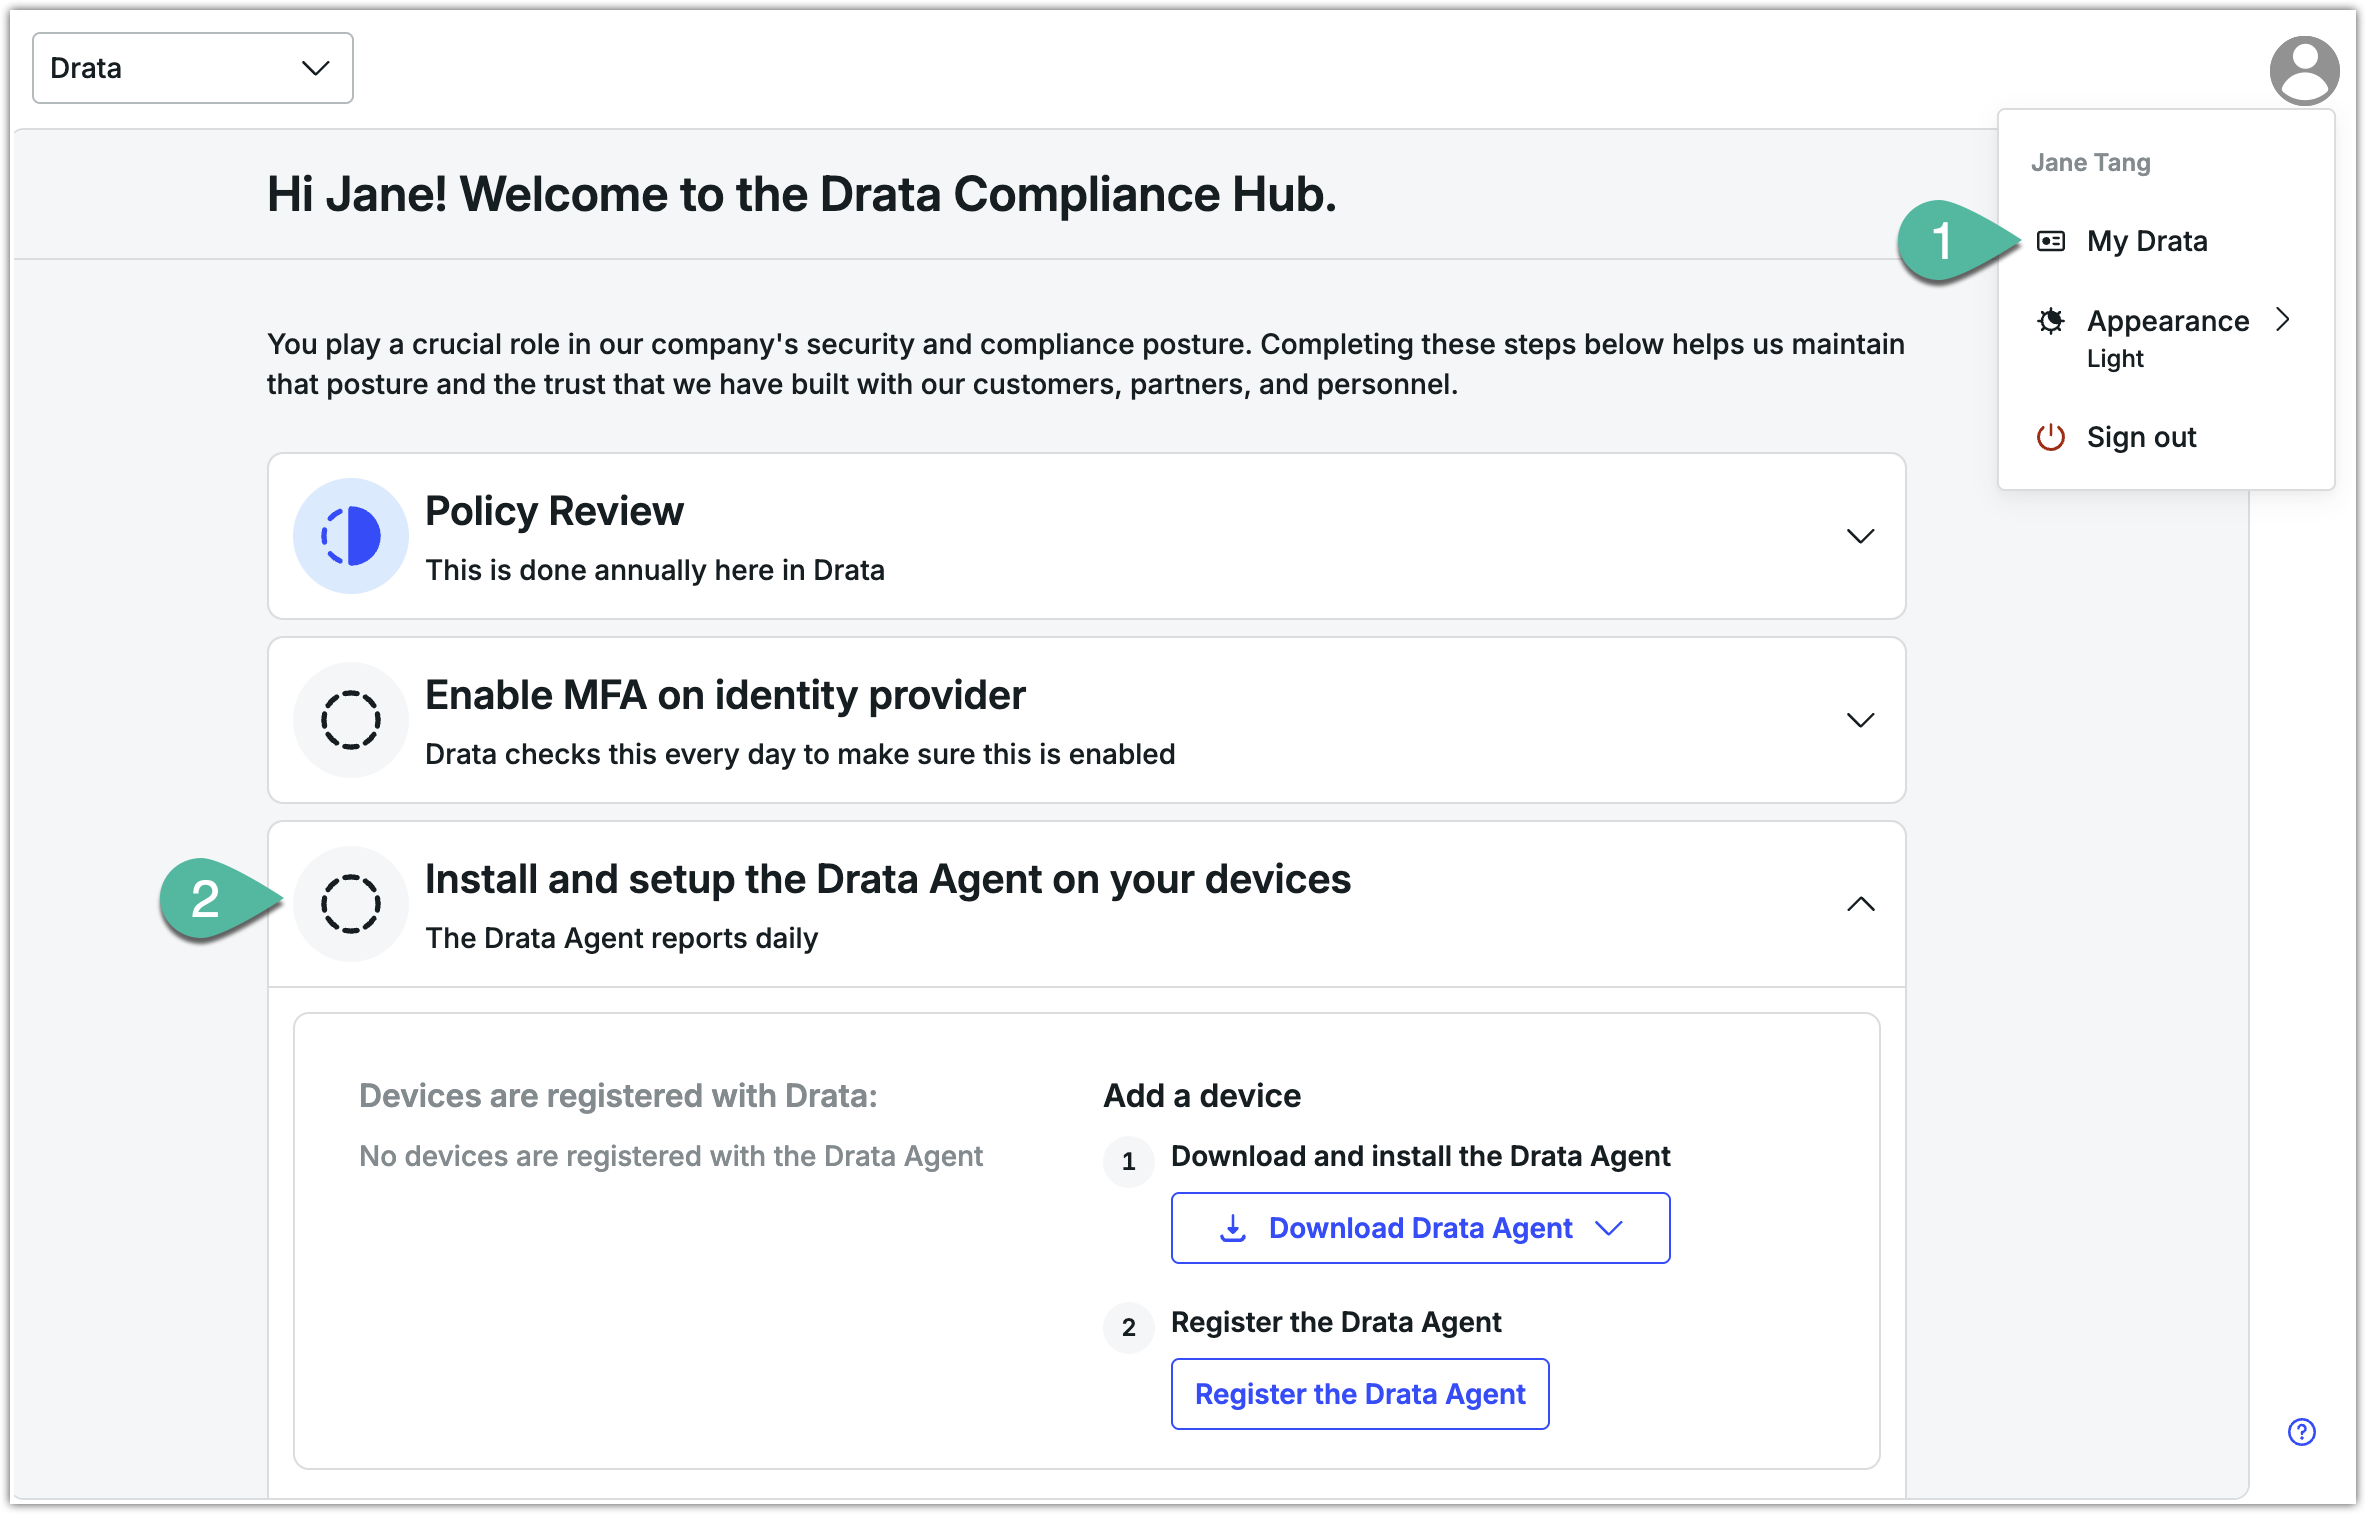 Drata
Hi Jane! Welcome to the Drata Compliance Hub.
Jane Tang
1
My Drata
Appearance
Light
Sign out
You play a crucial role in our company's security and compliance posture. Completing these steps below helps us maintain
that posture and the trust that we have built with our customers, partners, and personnel.
Policy Review
This is done annually here in Drata
Enable MFA on identity provider
Drata checks this every day to make sure this is enabled
2
Install and setup the Drata Agent on your devices
The Drata Agent reports daily
Devices are registered with Drata:
No devices are registered with the Drata Agent
Add a device
1 Download and install the Drata Agent
Download Drata Agent
2 Register the Drata Agent
Register the Drata Agent
?